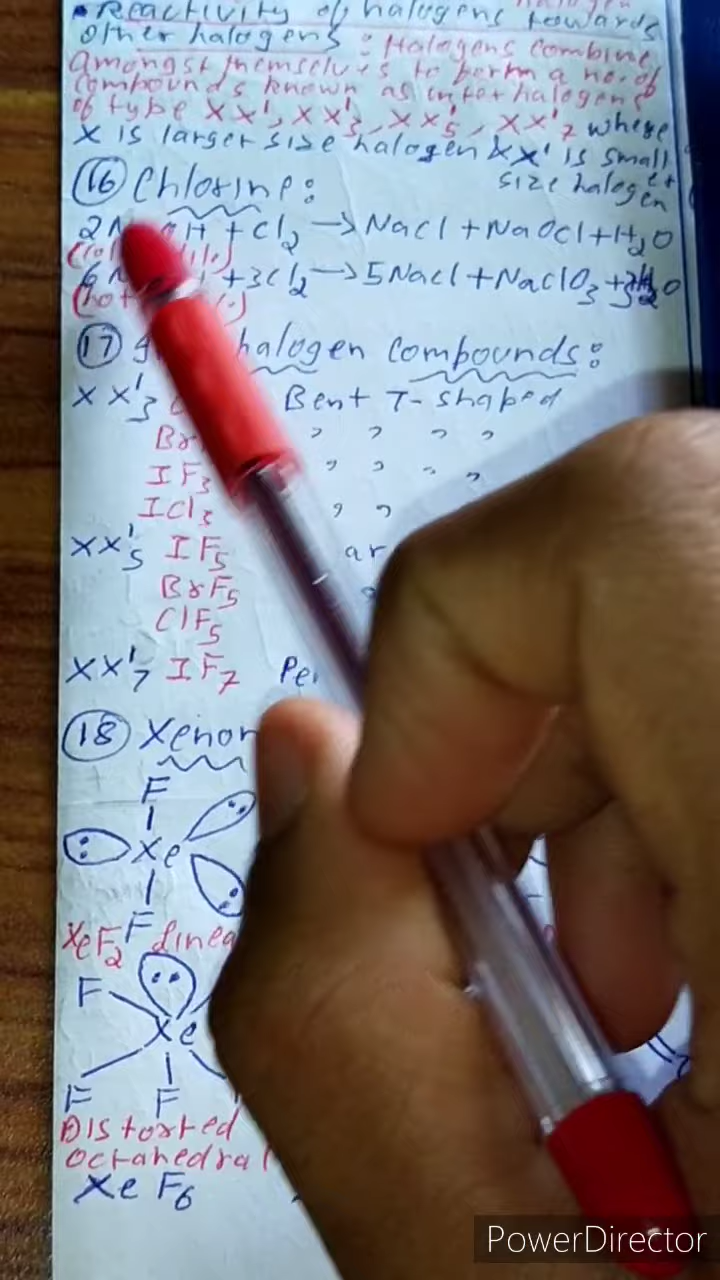 • Reactivity of halogens towards
other halogens : Halogens combine
amongst themselves to form a no. of
compounds known as inter halogens
of type XX', XX'₃, XX'₅, XX'₇ where
X is larger size halogen & X' is small
size halogen
⑯ Chlorine:
+ Cl₂ → NaCl + NaOCl + H₂O
+ 3Cl₂ → 5NaCl + NaClO₃ + 3H₂O
⑰ halogen compounds:
XX'₃ Bent T-shaped
" " " "
IF₃ " " " "
ICl₃ " "
XX'₅ IF₅
BrF₅
ClF₅
XX'₇ IF₇
⑱ Xenon
F
Xe
F
XeF₂
F
Xe
F F
Distorted
octahedral
XeF₆
PowerDirector